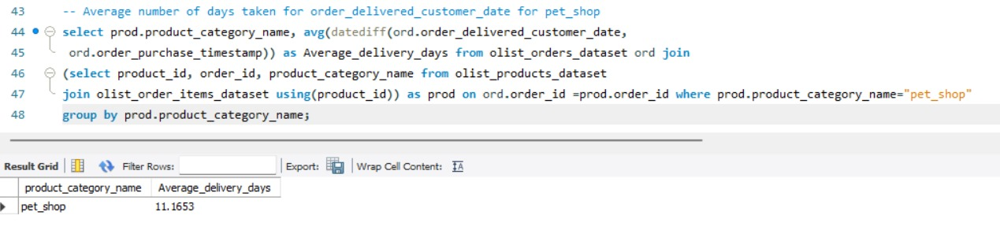 43 -- Average number of days taken for order_delivered_customer_date for pet_shop
44 select prod.product_category_name, avg(datediff(ord.order_delivered_customer_date,
45 ord.order_purchase_timestamp)) as Average_delivery_days from olist_orders_dataset ord join
46 (select product_id, order_id, product_category_name from olist_products_dataset
47 join olist_order_items_dataset using(product_id)) as prod on ord.order_id =prod.order_id where prod.product_category_name="pet_shop"
48 group by prod.product_category_name;
Result Grid Filter Rows: Export: Wrap Cell Content: IA
product_category_name Average_delivery_days
pet_shop 11.1653